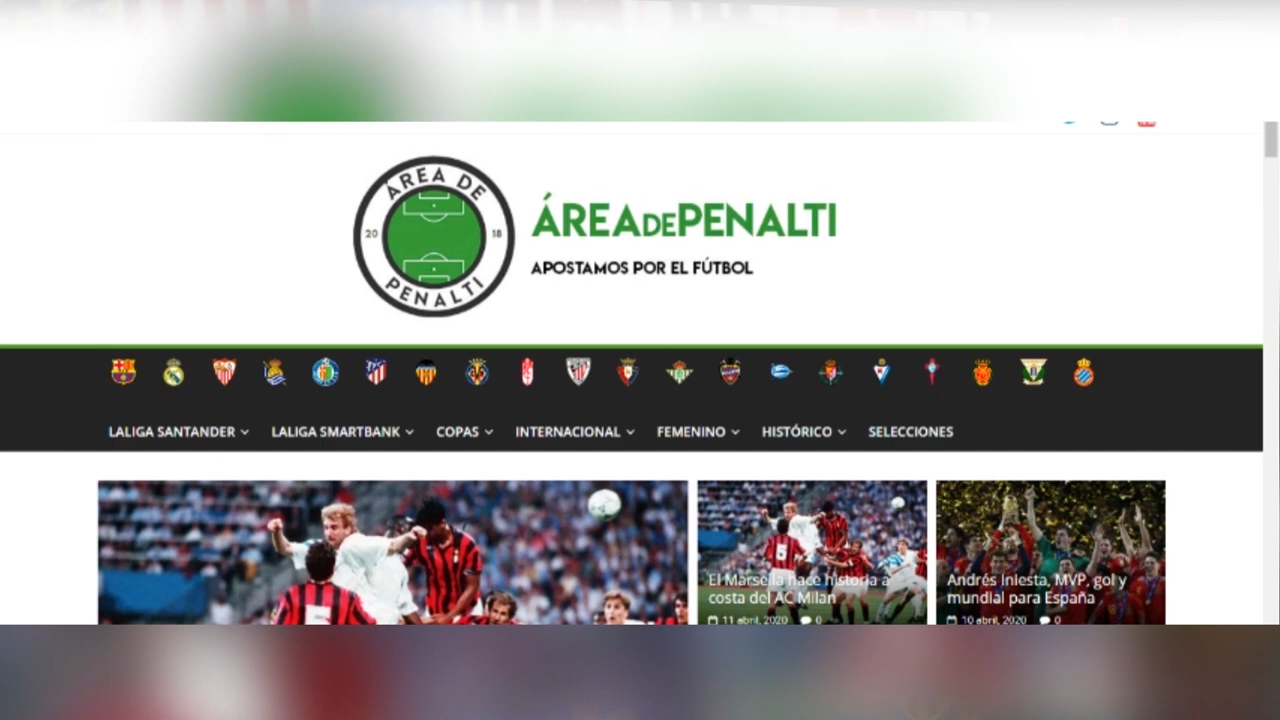 ÁREA DE
20 18
PENALTI
ÁREADEPENALTI
APOSTAMOS POR EL FÚTBOL
LALIGA SANTANDER LALIGA SMARTBANK COPAS INTERNACIONAL FEMENINO HISTÓRICO SELECCIONES
El Marsella hace historia a
costa del AC Milan
11 abril, 2020 0
Andrés Iniesta, MVP, gol y
mundial para España
10 abril, 2020 0